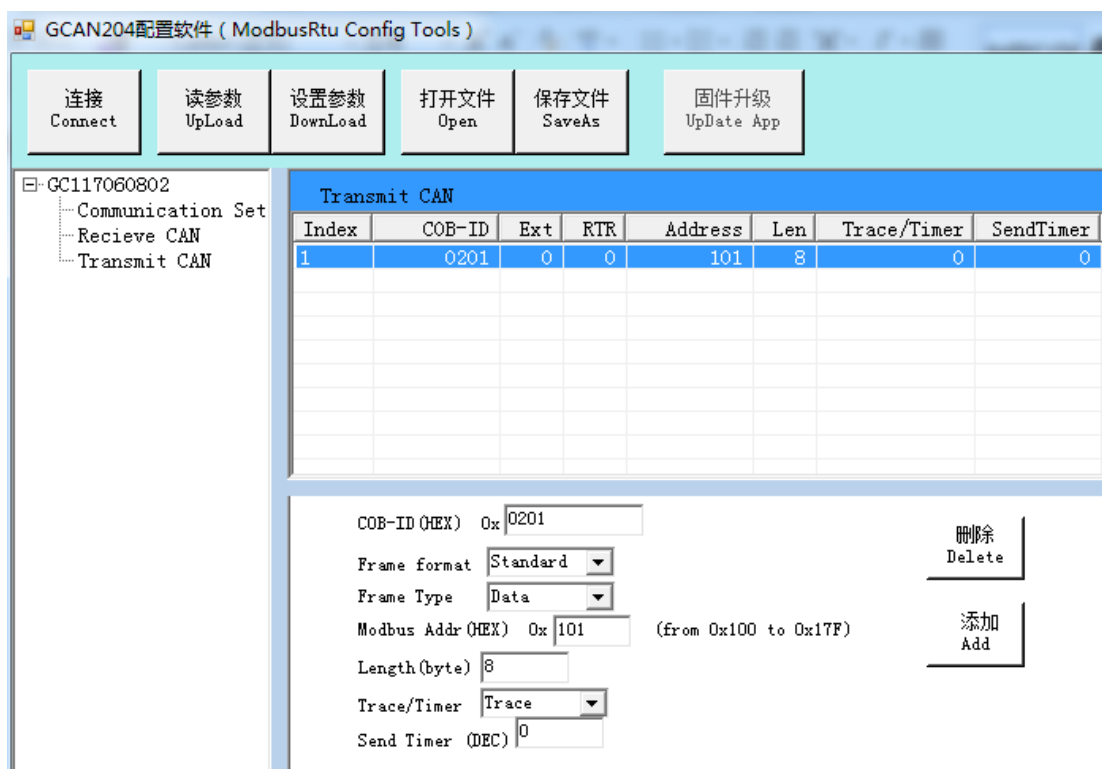 GCAN204配置软件 ( ModbusRtu Config Tools )
连接 读参数 设置参数 打开文件 保存文件 固件升级
Connect UpLoad DownLoad Open SaveAs UpDate App
GC117060802
Communication Set
Recieve CAN
Transmit CAN
Transmit CAN
Index COB-ID Ext RTR Address Len Trace/Timer SendTimer
1 0201 0 0 101 8 0 0
COB-ID(HEX) 0x 0201
Frame format Standard
Frame Type Data
Modbus Addr(HEX) 0x 101 (from 0x100 to 0x17F)
Length(byte) 8
Trace/Timer Trace
Send Timer (DEC) 0
删除
Delete
添加
Add